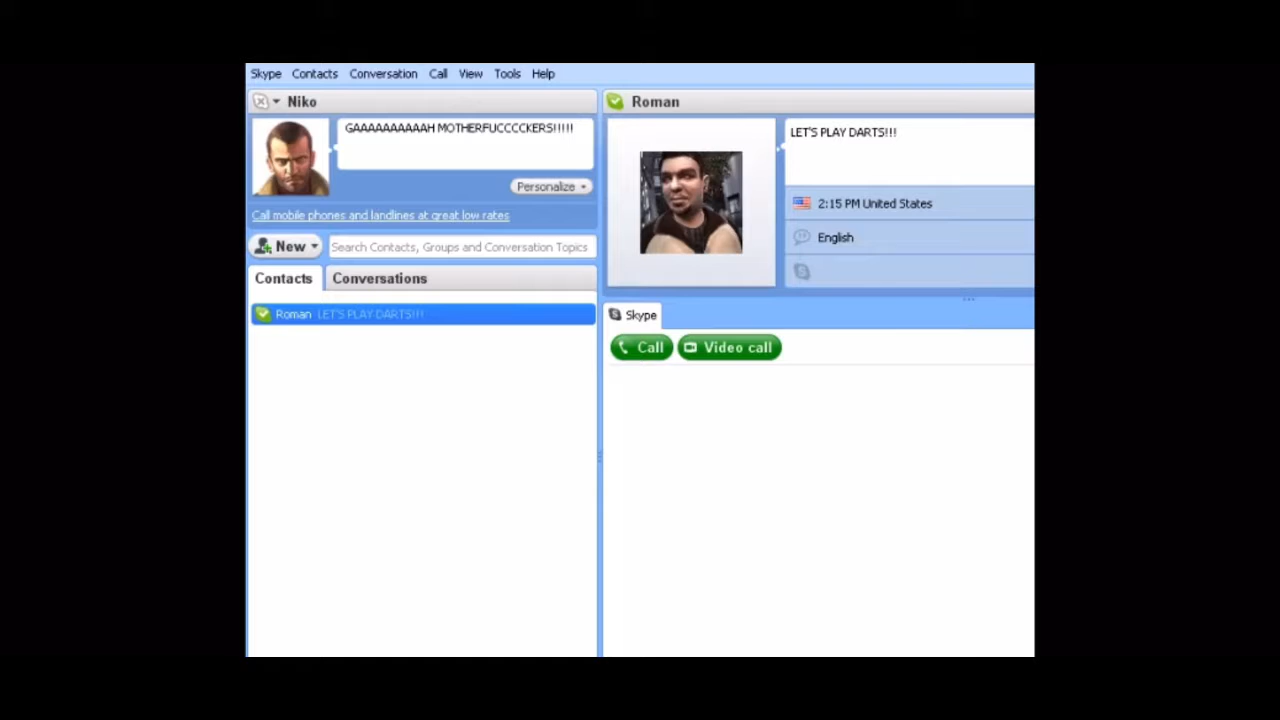 Skype Contacts Conversation Call View Tools Help
Niko
GAAAAAAAAAAH MOTHERFUCCCCKERS!!!!!
Personalize
Call mobile phones and landlines at great low rates
New
Search Contacts, Groups and Conversation Topics
Contacts Conversations
Roman LET'S PLAY DARTS!!!
Roman
LET'S PLAY DARTS!!!
2:15 PM United States
English
Skype
Call Video call